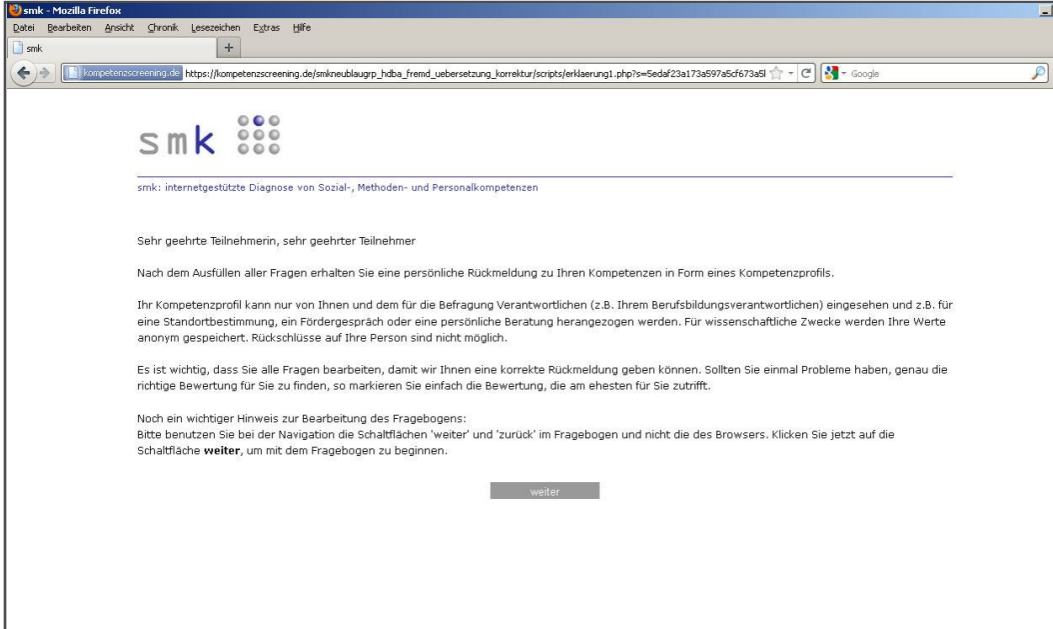 smk - Mozilla Firefox
Datei Bearbeiten Ansicht Chronik Lesezeichen Extras Hilfe
smk
kompetenzscreening.de https://kompetenzscreening.de/smkneublaugrp_hdba_fremd_uebersetzung_korrektur/scripts/erklaerung1.php?s=5edaf23a173a597a5cf673a5l Google
smk
smk: internetgestützte Diagnose von Sozial-, Methoden- und Personalkompetenzen
Sehr geehrte Teilnehmerin, sehr geehrter Teilnehmer
Nach dem Ausfüllen aller Fragen erhalten Sie eine persönliche Rückmeldung zu Ihren Kompetenzen in Form eines Kompetenzprofils.
Ihr Kompetenzprofil kann nur von Ihnen und dem für die Befragung Verantwortlichen (z.B. Ihrem Berufsbildungsverantwortlichen) eingesehen und z.B. für
eine Standortbestimmung, ein Fördergespräch oder eine persönliche Beratung herangezogen werden. Für wissenschaftliche Zwecke werden Ihre Werte
anonym gespeichert. Rückschlüsse auf Ihre Person sind nicht möglich.
Es ist wichtig, dass Sie alle Fragen bearbeiten, damit wir Ihnen eine korrekte Rückmeldung geben können. Sollten Sie einmal Probleme haben, genau die
richtige Bewertung für Sie zu finden, so markieren Sie einfach die Bewertung, die am ehesten für Sie zutrifft.
Noch ein wichtiger Hinweis zur Bearbeitung des Fragebogens:
Bitte benutzen Sie bei der Navigation die Schaltflächen 'weiter' und 'zurück' im Fragebogen und nicht die des Browsers. Klicken Sie jetzt auf die
Schaltfläche weiter, um mit dem Fragebogen zu beginnen.
weiter